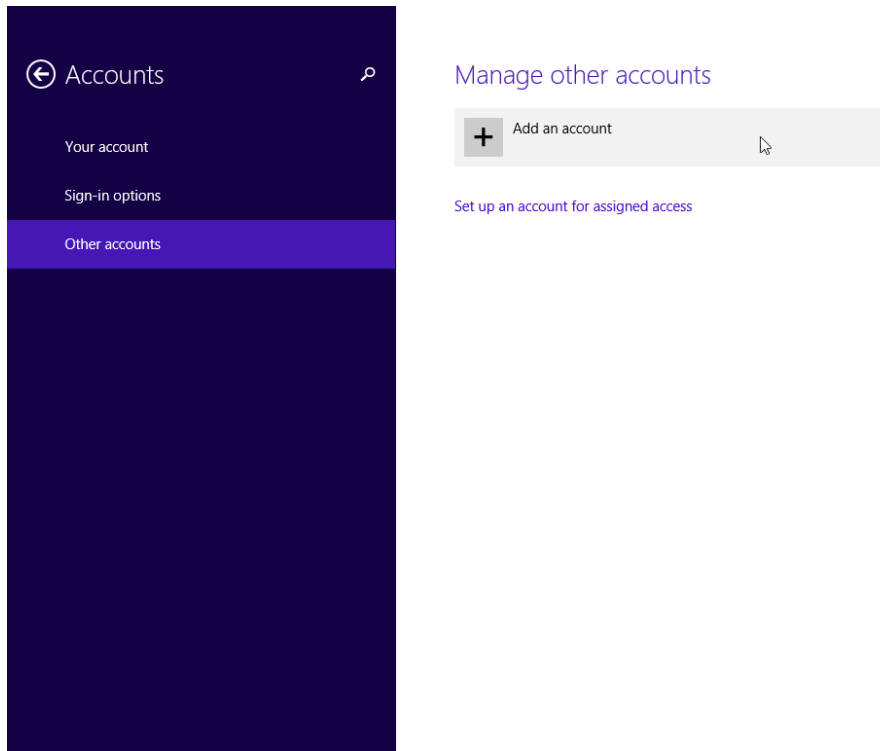 Accounts
Your account
Sign-in options
Other accounts
Manage other accounts
Add an account
Set up an account for assigned access